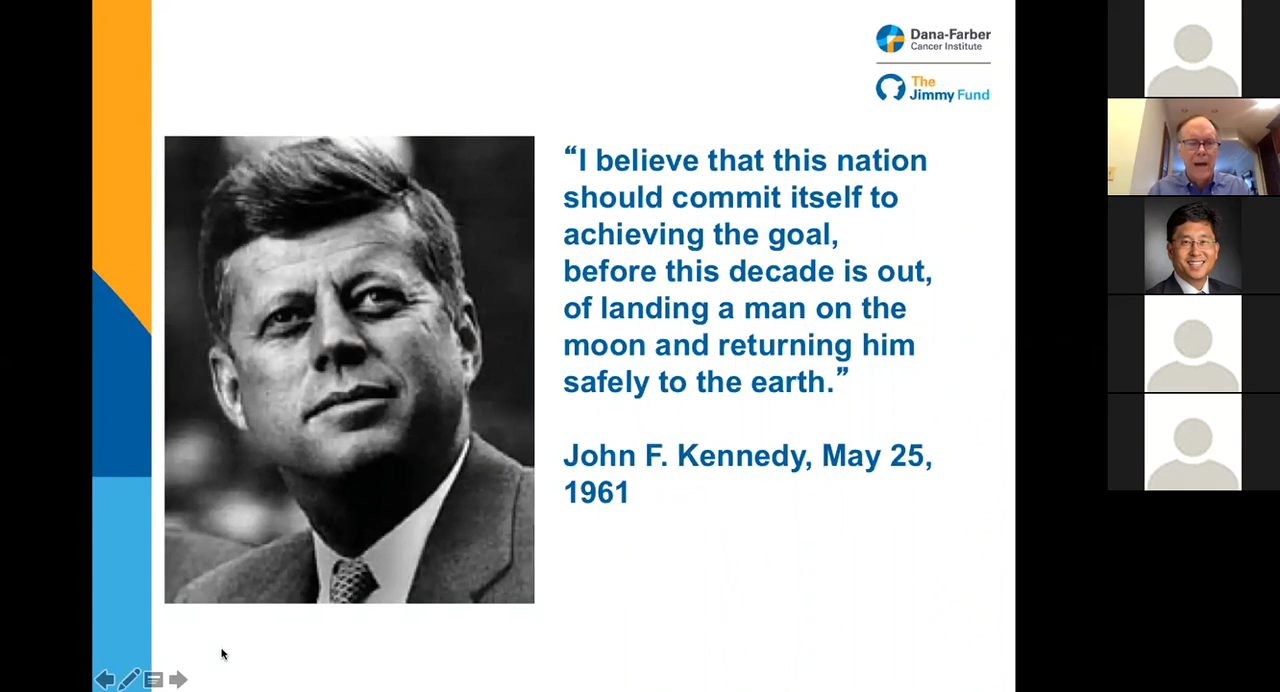 Dana-Farber
Cancer Institute
The
Jimmy Fund
“I believe that this nation
should commit itself to
achieving the goal,
before this decade is out,
of landing a man on the
moon and returning him
safely to the earth.”
John F. Kennedy, May 25,
1961